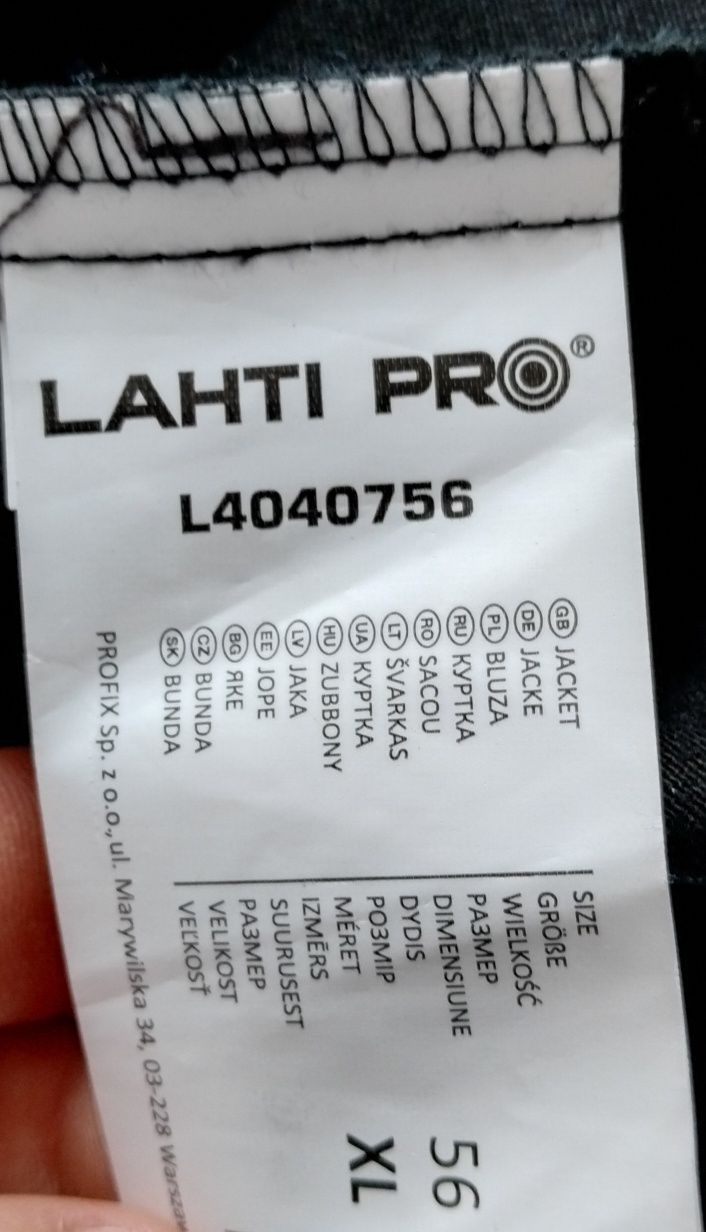 LAHTI PRO®
L4040756
GB JACKET
DE JACKE
PL BLUZA
RU КУРТКА
RO SACOU
LT ŠVARKAS
UA КУРТКА
HU ZUBBONY
LV JAKA
EE JOPE
BG ЯКЕ
CZ BUNDA
SK BUNDA
SIZE
GRÖßE
WIELKOŚĆ
РАЗМЕР
DIMENSIUNE
DYDIS
РОЗМІР
MÉRET
IZMĒRS
SUURUSEST
РАЗМЕР
VELIKOST
VEĽKOSŤ
56
XL
PROFIX Sp. z o.o., ul. Marywilska 34, 03-228